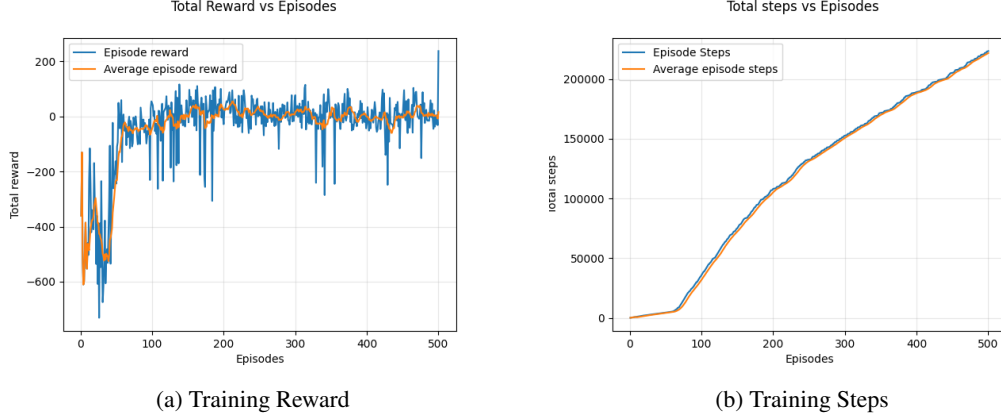 Total Reward vs Episodes
Episode reward
Average episode reward
200
0
−200
−400
−600
Total reward
0
100
200
300
400
500
Episodes
(a) Training Reward
Total steps vs Episodes
Episode Steps
Average episode steps
200000
150000
100000
50000
0
Total steps
0
100
200
300
400
500
Episodes
(b) Training Steps